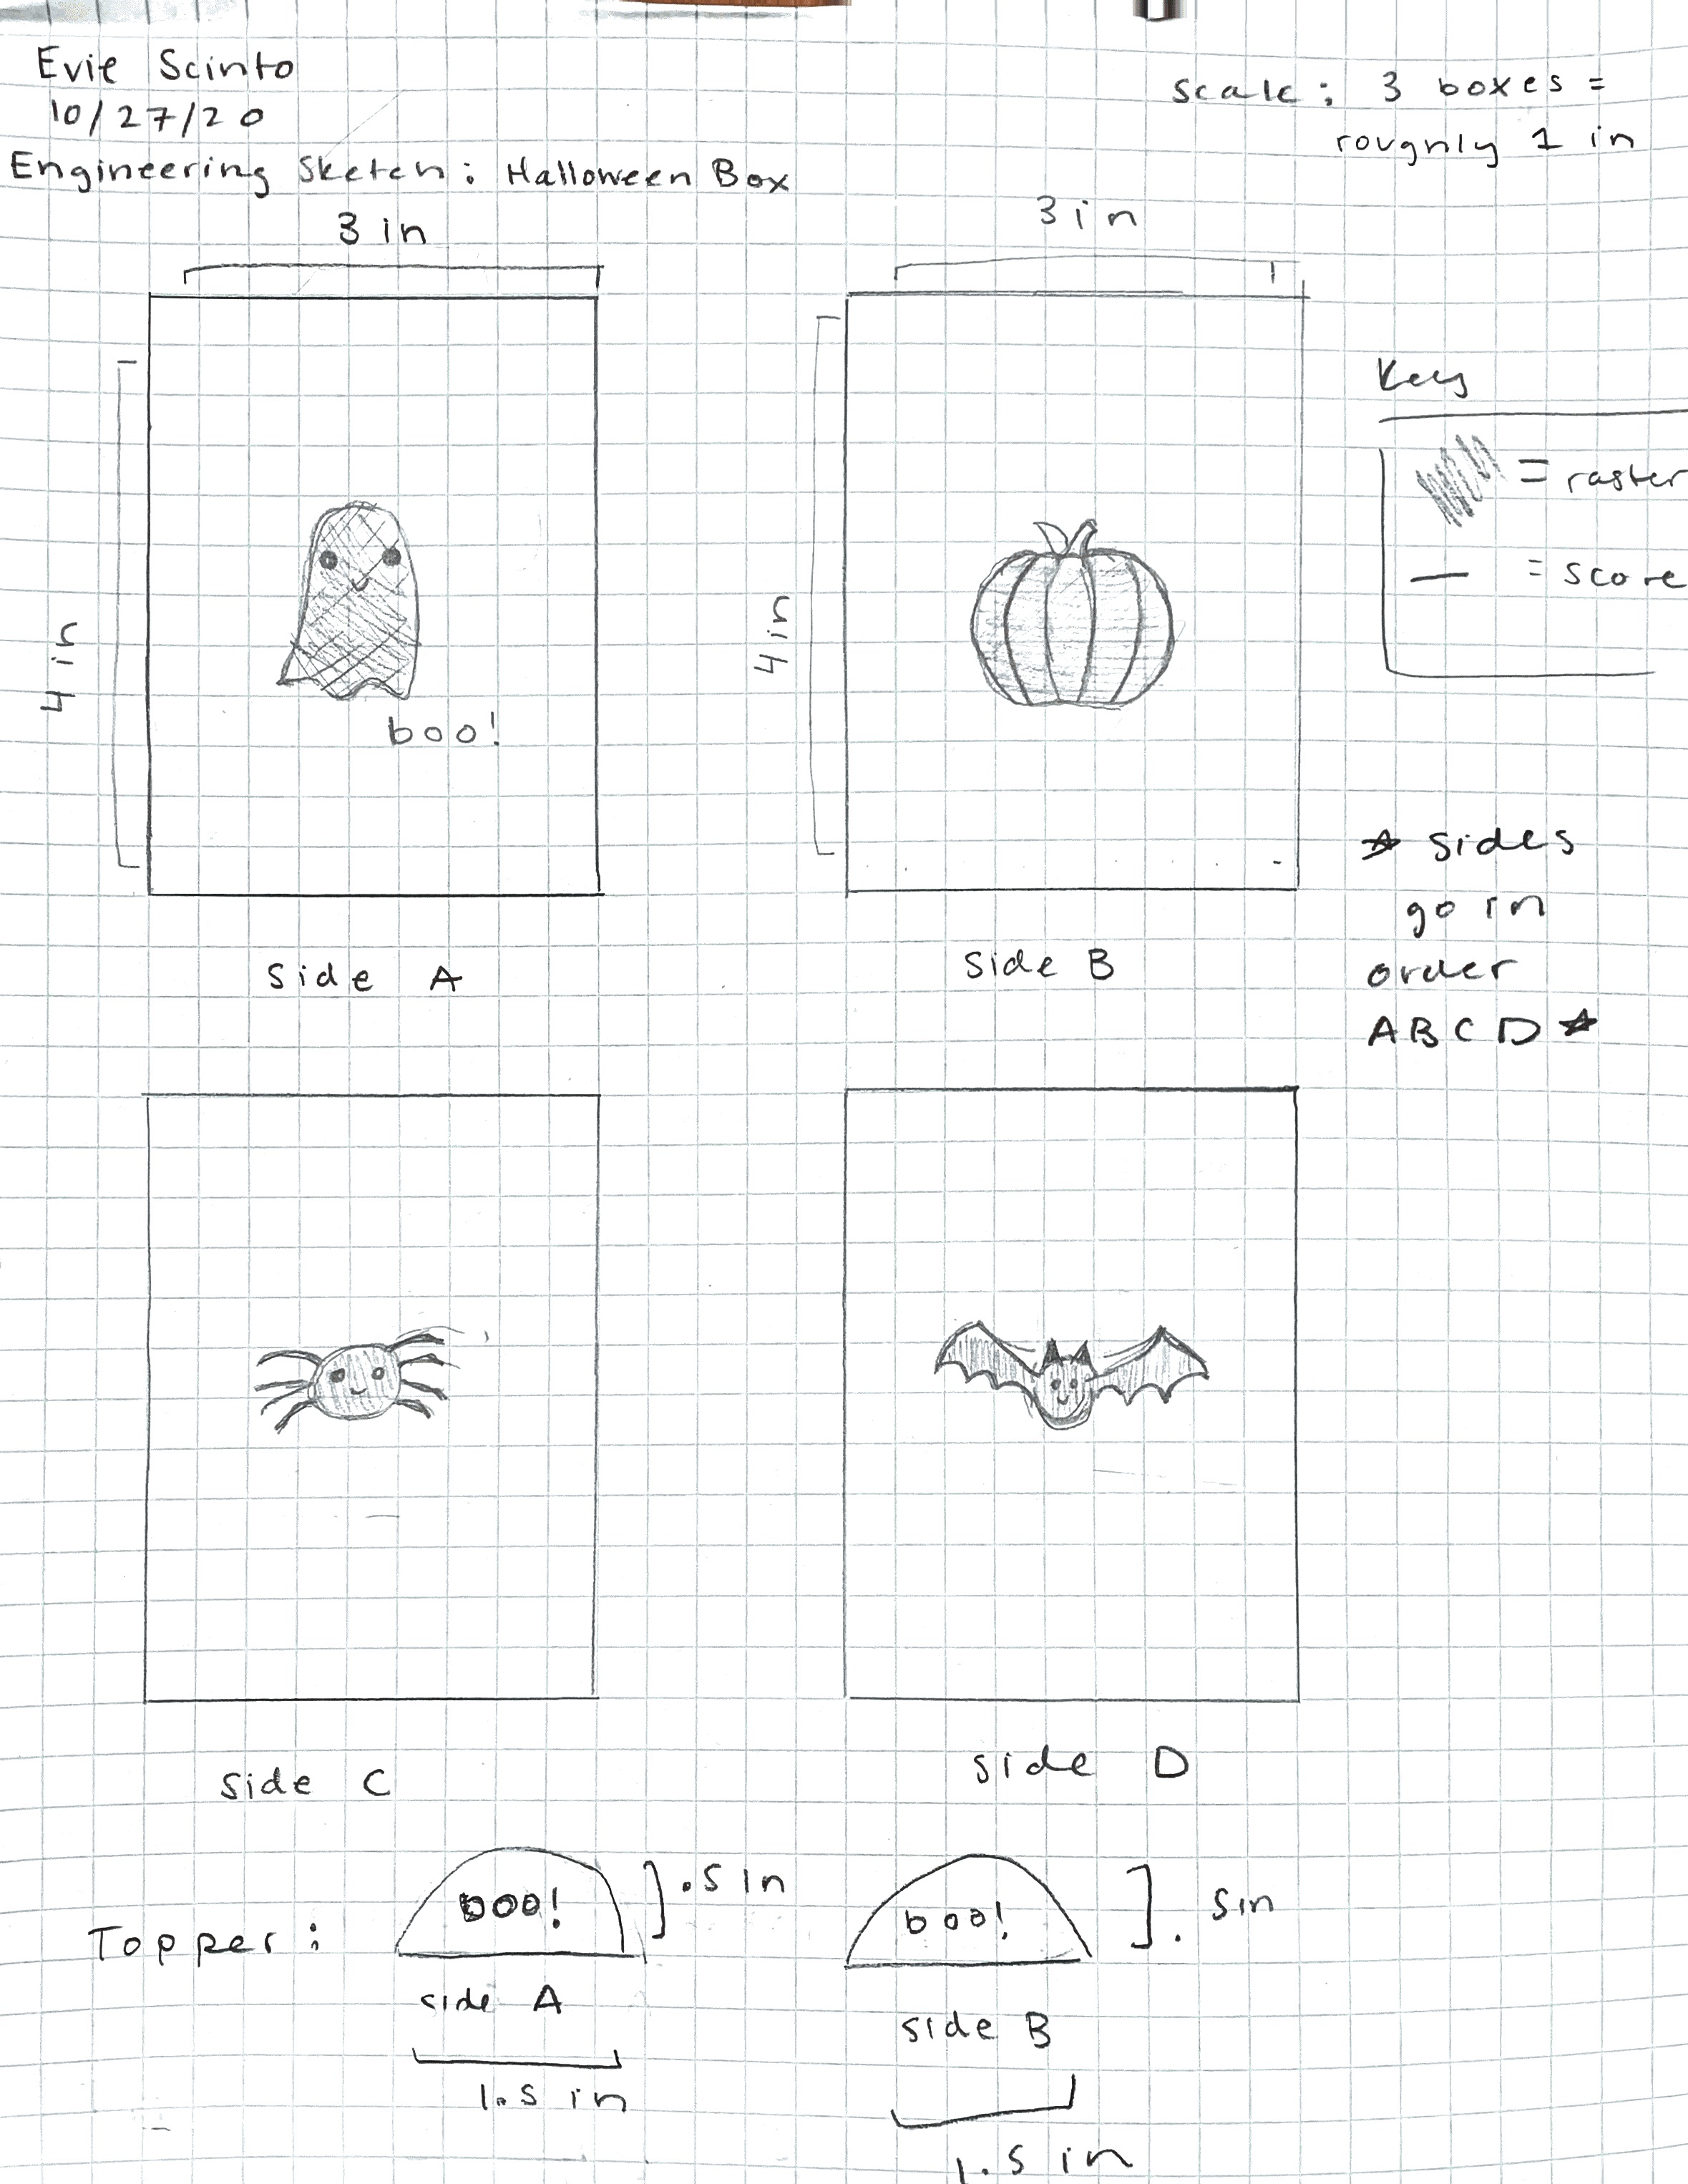 Evie Scinto
10/27/20
Engineering Sketch: Halloween Box
scale: 3 boxes =
roughly 1 in
3 in
3 in
4 in
boo!
4 in
Key
= raster
= score
Side A
Side B
☆ sides
go in
order
ABCD ☆
side C
side D
Topper:
boo!
.5 in
boo!
.5in
side A
side B
1.5 in
1.5 in